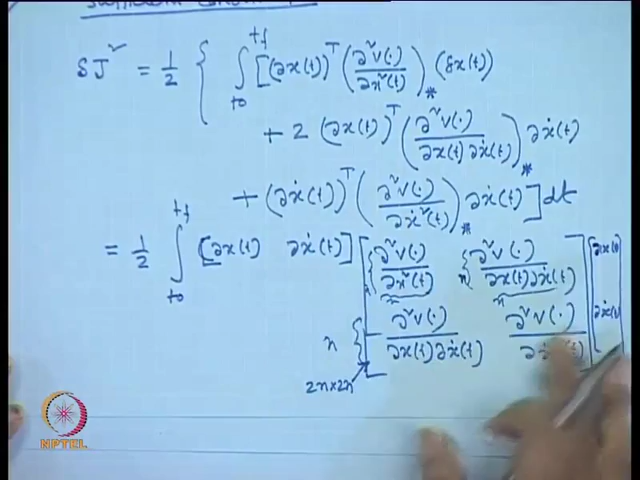 δJ² = 1/2 { ∫_{t0}^{tf} [(∂x(t))ᵀ (∂²V(·)/∂x²(t))_* (δx(t))
+ 2 (∂x(t))ᵀ (∂²V(·)/∂x(t)∂ẋ(t))_* ∂ẋ(t)
+ (∂ẋ(t))ᵀ (∂²V(·)/∂ẋ²(t))_* ∂ẋ(t)] dt
= 1/2 ∫_{t0}^{tf} [∂x(t) ∂ẋ(t)] [ n { ∂²V(·)/∂x²(t) n { ∂²V(·)/∂x(t)∂ẋ(t) ] [ ∂x(t)
n n
n { ∂²V(·)/∂x(t)∂ẋ(t) ∂²V(·) ∂ẋ(t)
2n×2n
NPTEL